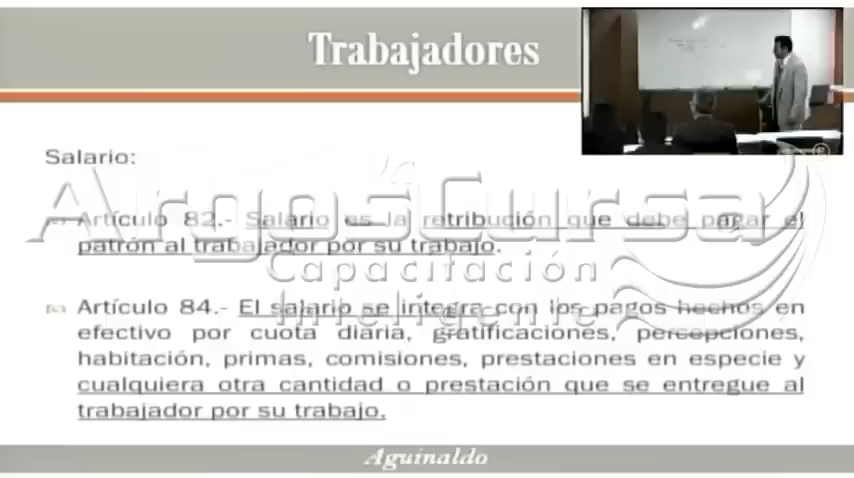 Trabajadores
Salario:
Artículo 82.- Salario es la retribución que debe pagar el
patrón al trabajador por su trabajo.
ArgosCursa
Capacitación
Inteligente
Artículo 84.- El salario se integra con los pagos hechos en
efectivo por cuota diaria, gratificaciones, percepciones,
habitación, primas, comisiones, prestaciones en especie y
cualquiera otra cantidad o prestación que se entregue al
trabajador por su trabajo.
Aguinaldo